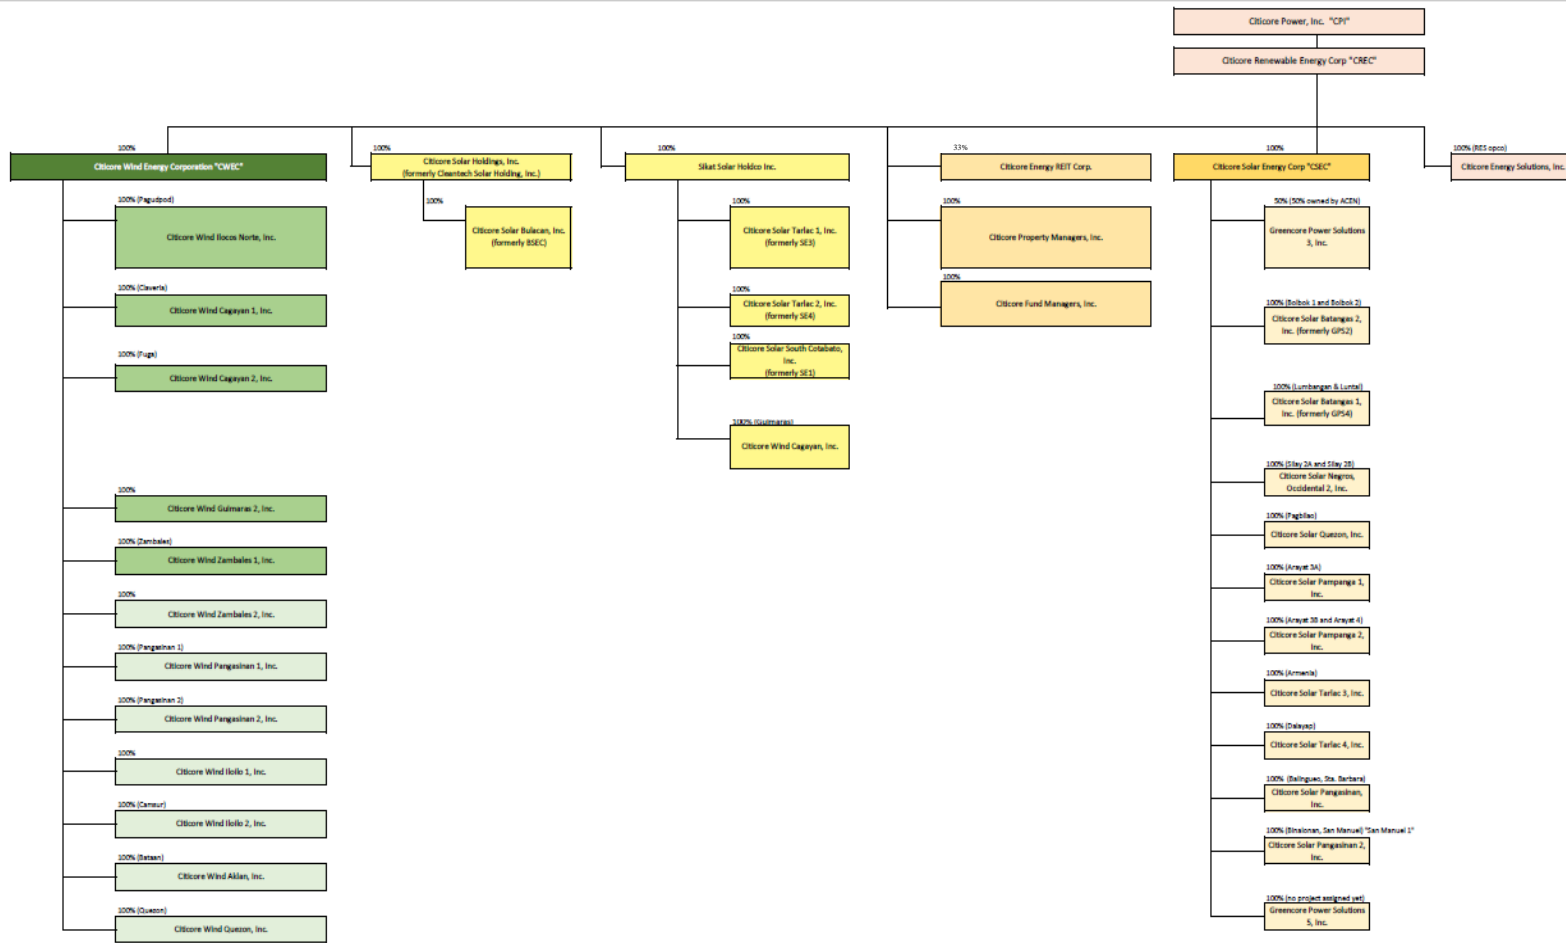 Citicore Power, Inc. "CPI"
Citicore Renewable Energy Corp "CREC"
100%
Citicore Wind Energy Corporation "CWEC"
100% (Pagudpod)
Citicore Wind Ilocos Norte, Inc.
100% (Claveria)
Citicore Wind Cagayan 1, Inc.
100% (Fuga)
Citicore Wind Cagayan 2, Inc.
100%
Citicore Wind Guimaras 2, Inc.
100% (Zambales)
Citicore Wind Zambales 1, Inc.
100%
Citicore Wind Zambales 2, Inc.
100% (Pangasinan 1)
Citicore Wind Pangasinan 1, Inc.
100% (Pangasinan 2)
Citicore Wind Pangasinan 2, Inc.
100%
Citicore Wind Iloilo 1, Inc.
100% (Camsur)
Citicore Wind Iloilo 2, Inc.
100% (Bataan)
Citicore Wind Aklan, Inc.
100% (Quezon)
Citicore Wind Quezon, Inc.
100%
Citicore Solar Holdings, Inc.
(formerly Cleantech Solar Holding, Inc.)
100%
Citicore Solar Bulacan, Inc.
(formerly BSEC)
100%
Sikat Solar Holdco Inc.
100%
Citicore Solar Tarlac 1, Inc.
(formerly SE3)
100%
Citicore Solar Tarlac 2, Inc.
(formerly SE4)
100%
Citicore Solar South Cotabato,
Inc.
(formerly SE1)
100% (Guimaras)
Citicore Wind Cagayan, Inc.
33%
Citicore Energy REIT Corp.
100%
Citicore Property Managers, Inc.
100%
Citicore Fund Managers, Inc.
100%
Citicore Solar Energy Corp "CSEC"
50% (50% owned by ACEN)
Greencore Power Solutions
3, Inc.
100% (Bolbok 1 and Bolbok 2)
Citicore Solar Batangas 2,
Inc. (formerly GPS2)
100% (Lumbangan & Luntal)
Citicore Solar Batangas 1,
Inc. (formerly GPS4)
100% (Silay 2A and Silay 2B)
Citicore Solar Negros,
Occidental 2, Inc.
100% (Pagbilao)
Citicore Solar Quezon, Inc.
100% (Arayat 3A)
Citicore Solar Pampanga 1,
Inc.
100% (Arayat 3B and Arayat 4)
Citicore Solar Pampanga 2,
Inc.
100% (Armenia)
Citicore Solar Tarlac 3, Inc.
100% (Dalayap)
Citicore Solar Tarlac 4, Inc.
100% (Balingueo, Sta. Barbara)
Citicore Solar Pangasinan,
Inc.
100% (Binalonan, San Manuel) "San Manuel 1"
Citicore Solar Pangasinan 2,
Inc.
100% (no project assigned yet)
Greencore Power Solutions
5, Inc.
100% (RES opco)
Citicore Energy Solutions, Inc.